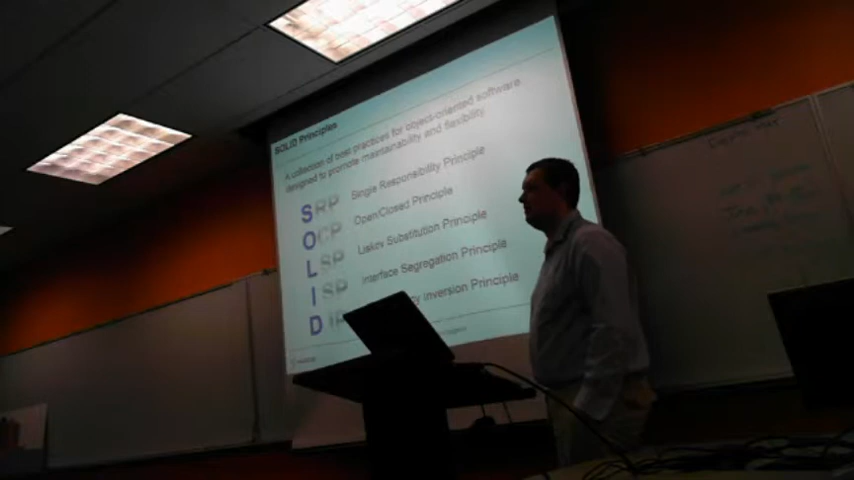 SOLID Principles
A collection of best practices for object-oriented software
designed to promote maintainability and flexibility
SRP Single Responsibility Principle
OCP Open/Closed Principle
LSP Liskov Substitution Principle
ISP Interface Segregation Principle
DIP Inversion Principle